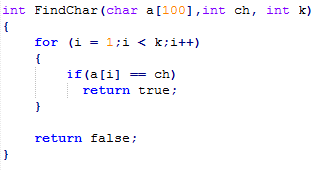 int FindChar(char a[100],int ch, int k)
{
    for (i = 1;i < k;i++)
    {
        if(a[i] == ch)
          return true;
    }

    return false;
}